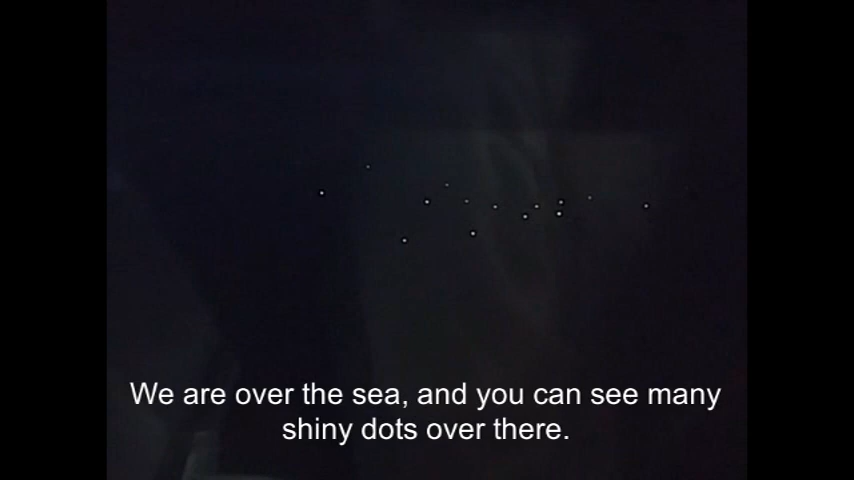 We are over the sea, and you can see many
shiny dots over there.